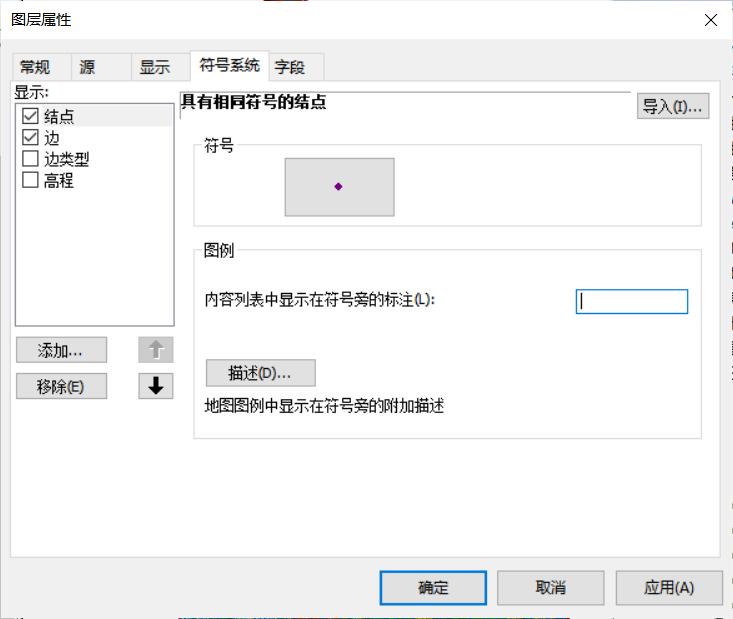 图层属性
常规 源 显示 符号系统 字段
显示:
结点
边
边类型
高程
添加...
移除(E)
具有相同符号的结点
导入(I)...
符号
图例
内容列表中显示在符号旁的标注(L):
描述(D)...
地图图例中显示在符号旁的附加描述
确定 取消 应用(A)